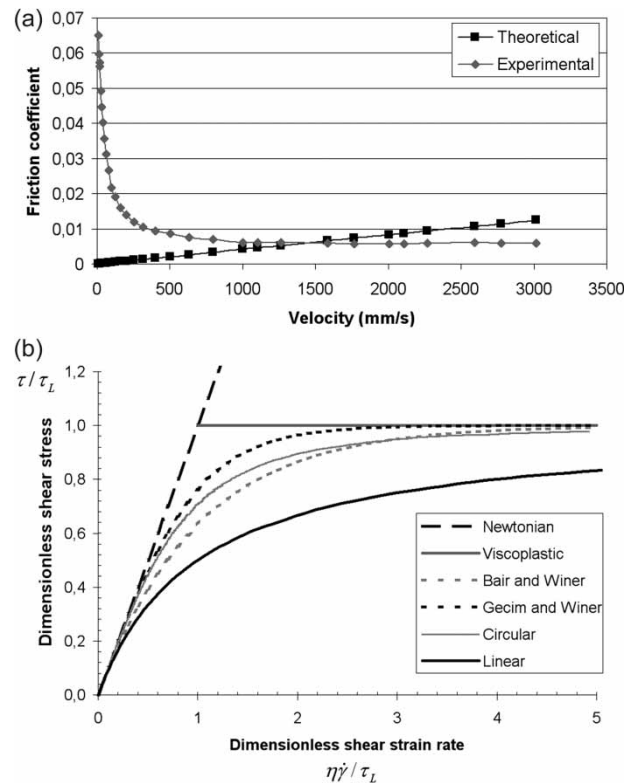 (a)
0,07
0,06
0,05
0,04
0,03
0,02
0,01
0
Friction coefficient
Theoretical
Experimental
0 500 1000 1500 2000 2500 3000 3500
Velocity (mm/s)
(b)
τ/τL
1,2
1,0
0,8
0,6
0,4
0,2
0,0
Dimensionless shear stress
Newtonian
Viscoplastic
Bair and Winer
Gecim and Winer
Circular
Linear
0 1 2 3 4 5
Dimensionless shear strain rate
ηγ̇/τL